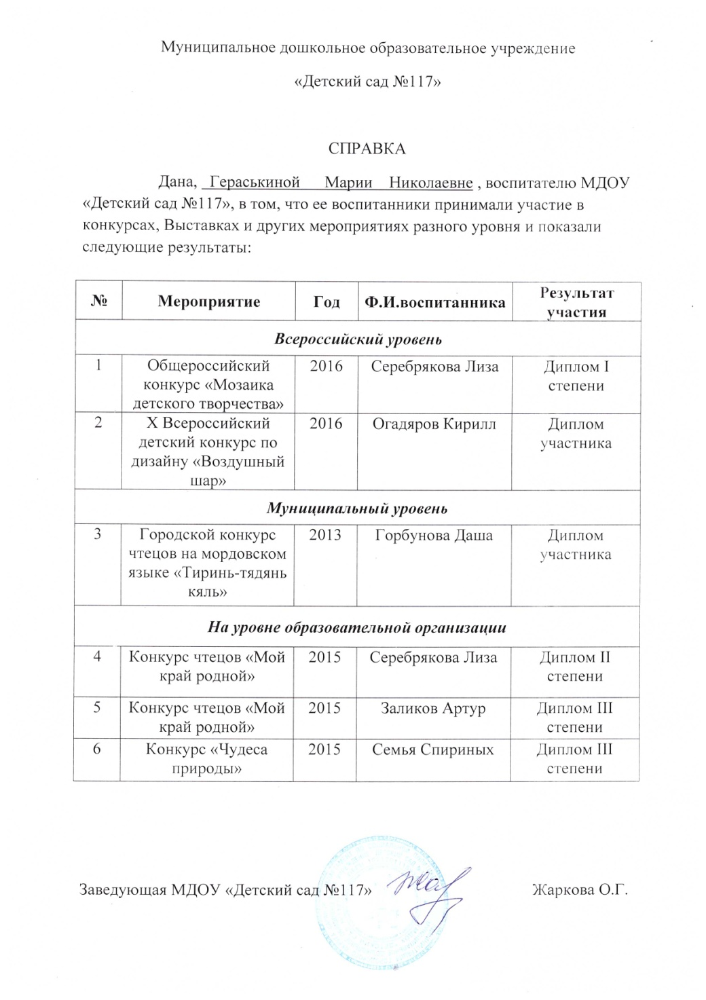 Муниципальное дошкольное образовательное учреждение
«Детский сад №117»
СПРАВКА
Дана, Гераськиной Марии Николаевне , воспитателю МДОУ
«Детский сад №117», в том, что ее воспитанники принимали участие в
конкурсах, Выставках и других мероприятиях разного уровня и показали
следующие результаты:
№ Мероприятие Год Ф.И.воспитанника Результат
участия
Всероссийский уровень
1 Общероссийский 2016 Серебрякова Лиза Диплом I
конкурс «Мозаика степени
детского творчества»
2 X Всероссийский 2016 Огадяров Кирилл Диплом
детский конкурс по участника
дизайну «Воздушный
шар»
Муниципальный уровень
3 Городской конкурс 2013 Горбунова Даша Диплом
чтецов на мордовском участника
языке «Тиринь-тядянь
кяль»
На уровне образовательной организации
4 Конкурс чтецов «Мой 2015 Серебрякова Лиза Диплом II
край родной» степени
5 Конкурс чтецов «Мой 2015 Заликов Артур Диплом III
край родной» степени
6 Конкурс «Чудеса 2015 Семья Спириных Диплом III
природы» степени
Заведующая МДОУ «Детский сад №117» Жаркова О.Г.